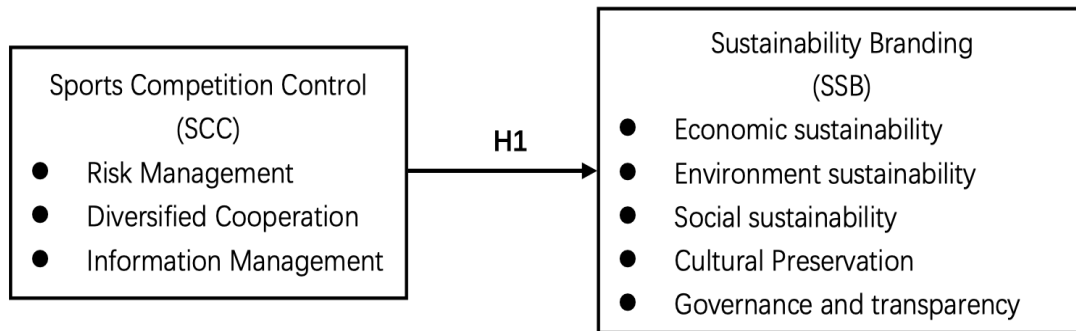 Sports Competition Control
(SCC)
● Risk Management
● Diversified Cooperation
● Information Management
H1
Sustainability Branding
(SSB)
● Economic sustainability
● Environment sustainability
● Social sustainability
● Cultural Preservation
● Governance and transparency